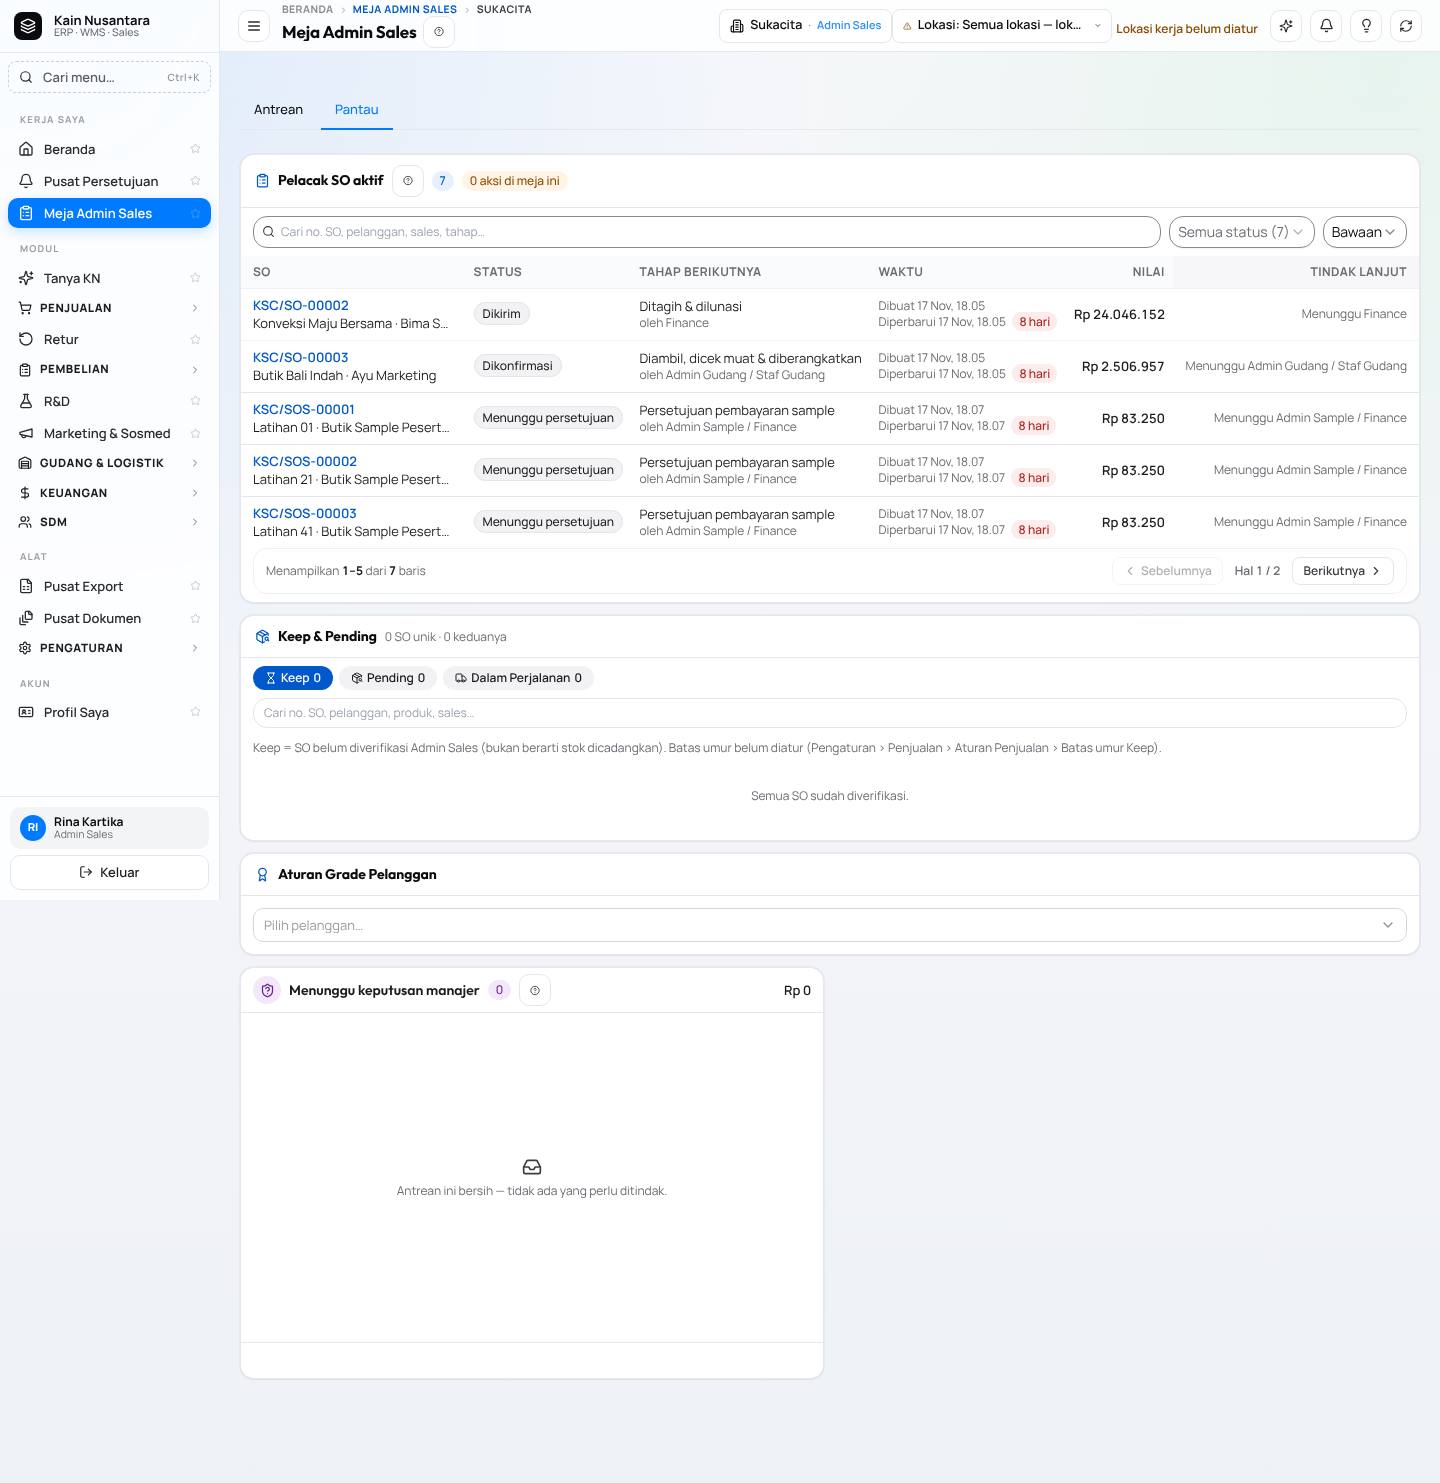 Kain Nusantara
ERP · WMS · Sales
Cari menu...
Ctrl+K
KERJA SAYA
Beranda
Pusat Persetujuan
Meja Admin Sales
MODUL
Tanya KN
PENJUALAN
Retur
PEMBELIAN
R&D
Marketing & Sosmed
GUDANG & LOGISTIK
KEUANGAN
SDM
ALAT
Pusat Export
Pusat Dokumen
PENGATURAN
AKUN
Profil Saya
RI
Rina Kartika
Admin Sales
Keluar
BERANDA > MEJA ADMIN SALES > SUKACITA
Meja Admin Sales
Sukacita · Admin Sales
Lokasi: Semua lokasi — lok...
Lokasi kerja belum diatur
Antrean Pantau
Pelacak SO aktif 7 0 aksi di meja ini
Cari no. SO, pelanggan, sales, tahap...
Semua status (7)
Bawaan
SO STATUS TAHAP BERIKUTNYA WAKTU NILAI TINDAK LANJUT
KSC/SO-00002
Konveksi Maju Bersama · Bima S...
Dikirim
Ditagih & dilunasi
oleh Finance
Dibuat 17 Nov, 18.05
Diperbarui 17 Nov, 18.05 8 hari
Rp 24.046.152
Menunggu Finance
KSC/SO-00003
Butik Bali Indah · Ayu Marketing
Dikonfirmasi
Diambil, dicek muat & diberangkatkan
oleh Admin Gudang / Staf Gudang
Dibuat 17 Nov, 18.05
Diperbarui 17 Nov, 18.05 8 hari
Rp 2.506.957
Menunggu Admin Gudang / Staf Gudang
KSC/SOS-00001
Latihan 01 · Butik Sample Pesert...
Menunggu persetujuan
Persetujuan pembayaran sample
oleh Admin Sample / Finance
Dibuat 17 Nov, 18.07
Diperbarui 17 Nov, 18.07 8 hari
Rp 83.250
Menunggu Admin Sample / Finance
KSC/SOS-00002
Latihan 21 · Butik Sample Pesert...
Menunggu persetujuan
Persetujuan pembayaran sample
oleh Admin Sample / Finance
Dibuat 17 Nov, 18.07
Diperbarui 17 Nov, 18.07 8 hari
Rp 83.250
Menunggu Admin Sample / Finance
KSC/SOS-00003
Latihan 41 · Butik Sample Pesert...
Menunggu persetujuan
Persetujuan pembayaran sample
oleh Admin Sample / Finance
Dibuat 17 Nov, 18.07
Diperbarui 17 Nov, 18.07 8 hari
Rp 83.250
Menunggu Admin Sample / Finance
Menampilkan 1–5 dari 7 baris
Sebelumnya Hal 1 / 2 Berikutnya
Keep & Pending 0 SO unik · 0 keduanya
Keep 0 Pending 0 Dalam Perjalanan 0
Cari no. SO, pelanggan, produk, sales...
Keep = SO belum diverifikasi Admin Sales (bukan berarti stok dicadangkan). Batas umur belum diatur (Pengaturan > Penjualan > Aturan Penjualan > Batas umur Keep).
Semua SO sudah diverifikasi.
Aturan Grade Pelanggan
Pilih pelanggan...
Menunggu keputusan manajer 0 Rp 0
Antrean ini bersih — tidak ada yang perlu ditindak.